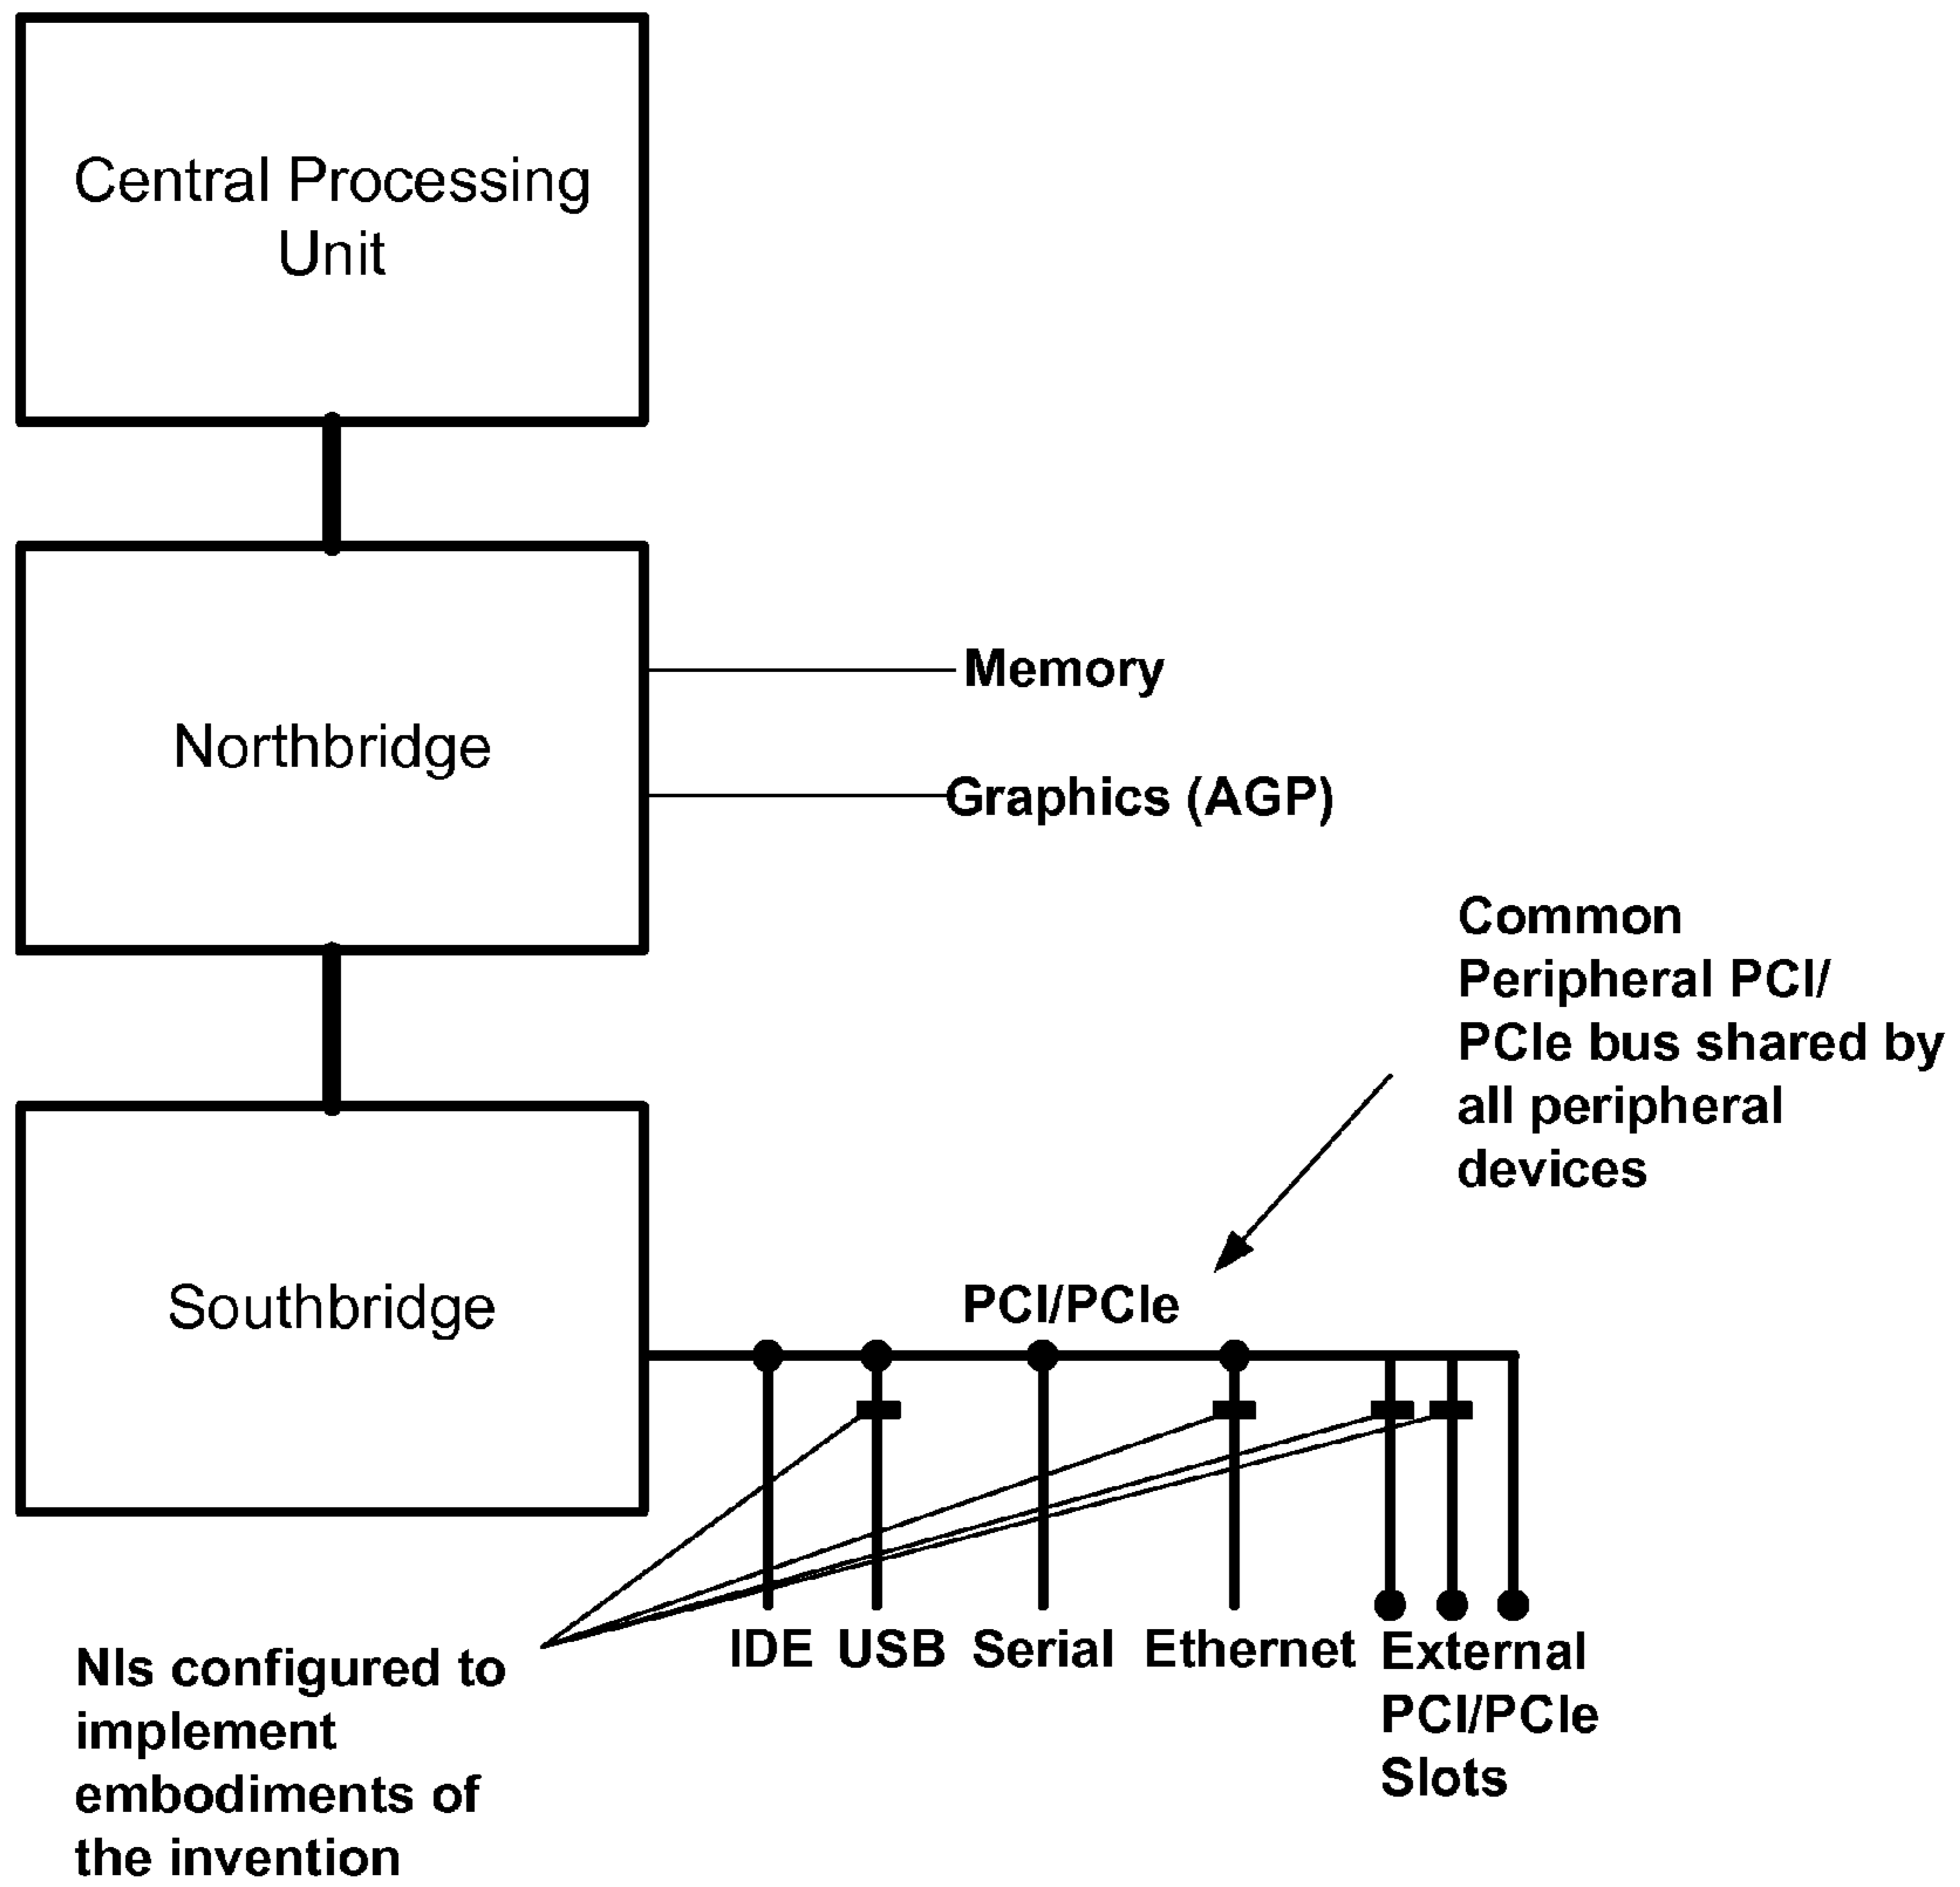 Central Processing
Unit
Northbridge
Memory
Graphics (AGP)
Common
Peripheral PCI/
PCIe bus shared by
all peripheral
devices
Southbridge
PCI/PCIe
IDE USB Serial Ethernet
External
PCI/PCIe
Slots
NIs configured to
implement
embodiments of
the invention